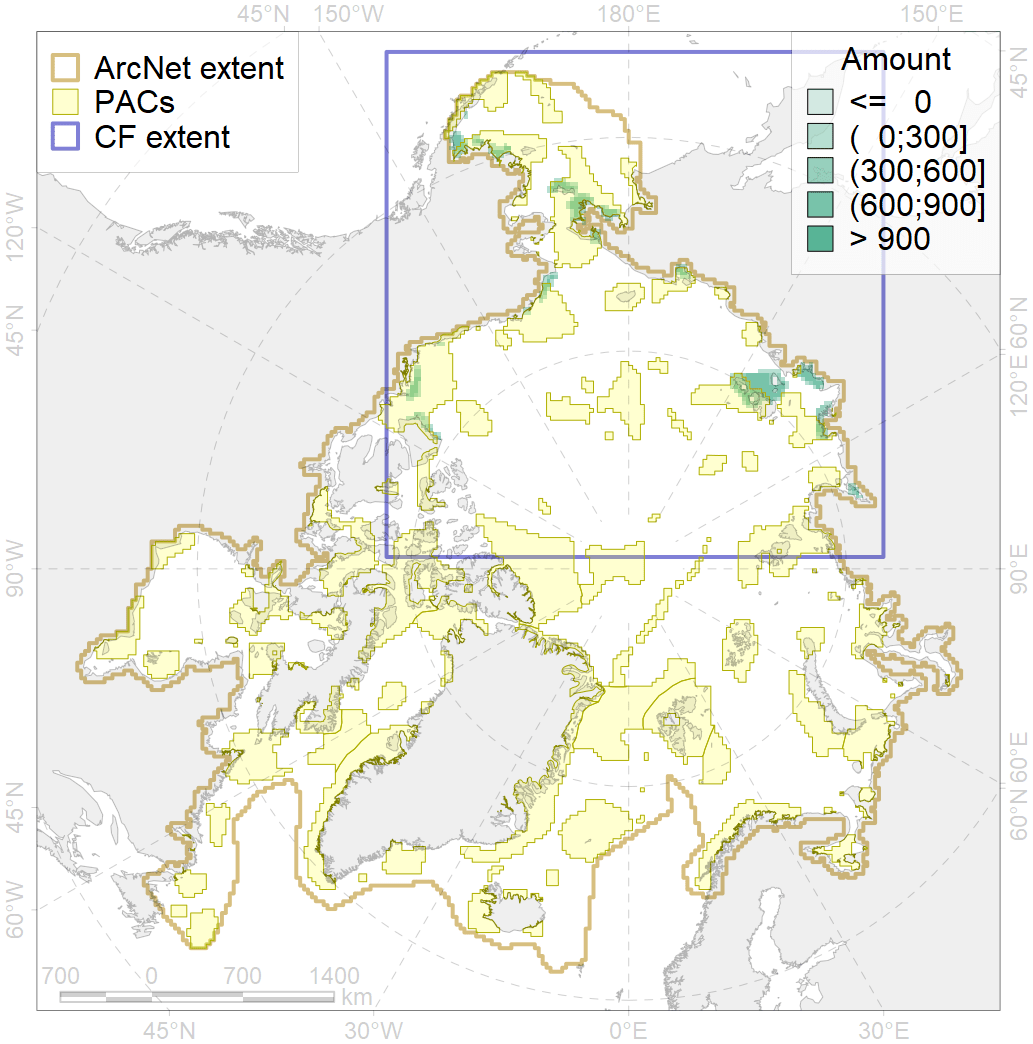 45°N 150°W 180°E 150°E
ArcNet extent
PACs
CF extent
Amount
<= 0
( 0;300]
(300;600]
(600;900]
> 900
45°N
120°W
45°N
60°N
120°E
90°W
90°E
45°N
60°W
60°E
60°N
700 0 700 1400
km
45°N 30°W 0°E 30°E